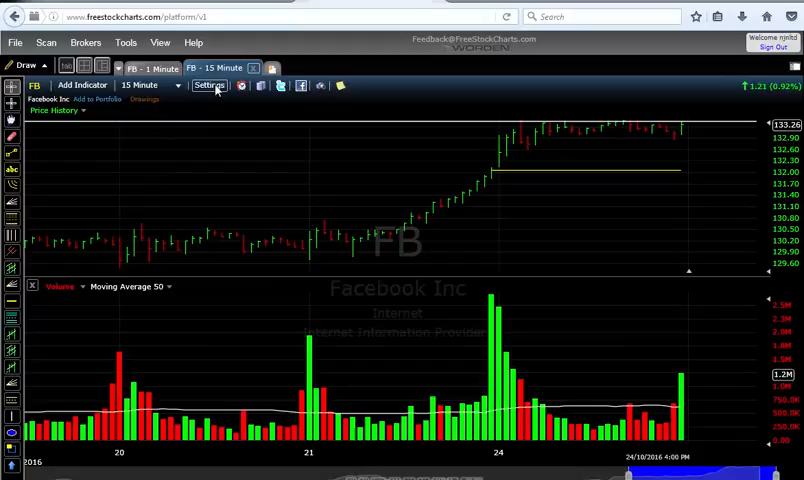 www.freestockcharts.com/platform/v1
Search
File Scan Brokers Tools View Help
Feedback@FreeStockCharts.com
WORDEN
Welcome njnltd
Sign Out
Draw tab FB - 1 Minute FB - 15 Minute X
FB Add Indicator 15 Minute Settings 1.21 (0.92%)
Facebook Inc Add to Portfolio Drawings
Price History
133.26
132.90
132.60
132.30
132.00
131.70
131.40
131.10
130.80
130.50
130.20
129.90
129.60
abc
FB
Facebook Inc
Internet
Internet Information Provider
X Volume Moving Average 50
2.5M
2.3M
2.0M
1.8M
1.5M
1.2M
750.0K
500.0K
250.0K
0.00
20 21 24 24/10/2016 4:00 PM
2016